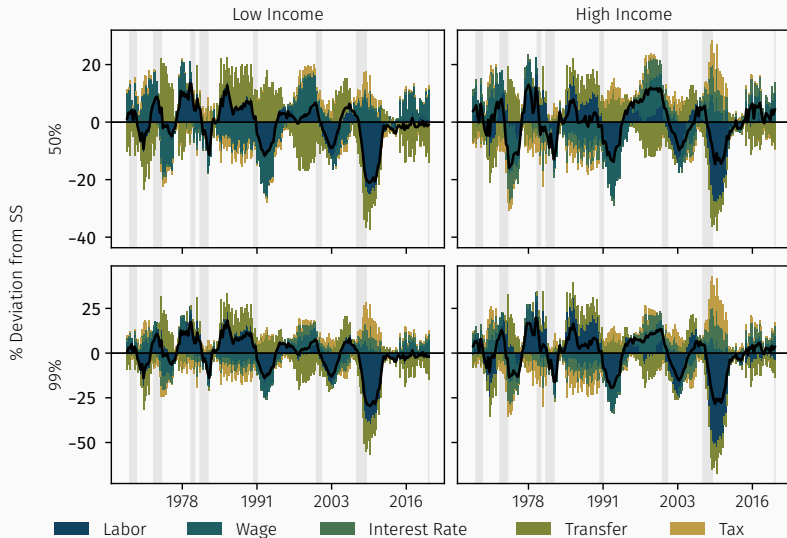 Low Income High Income
% Deviation from SS
50%
20
0
−20
−40
99%
25
0
−25
−50
1978 1991 2003 2016 1978 1991 2003 2016
Labor Wage Interest Rate Transfer Tax